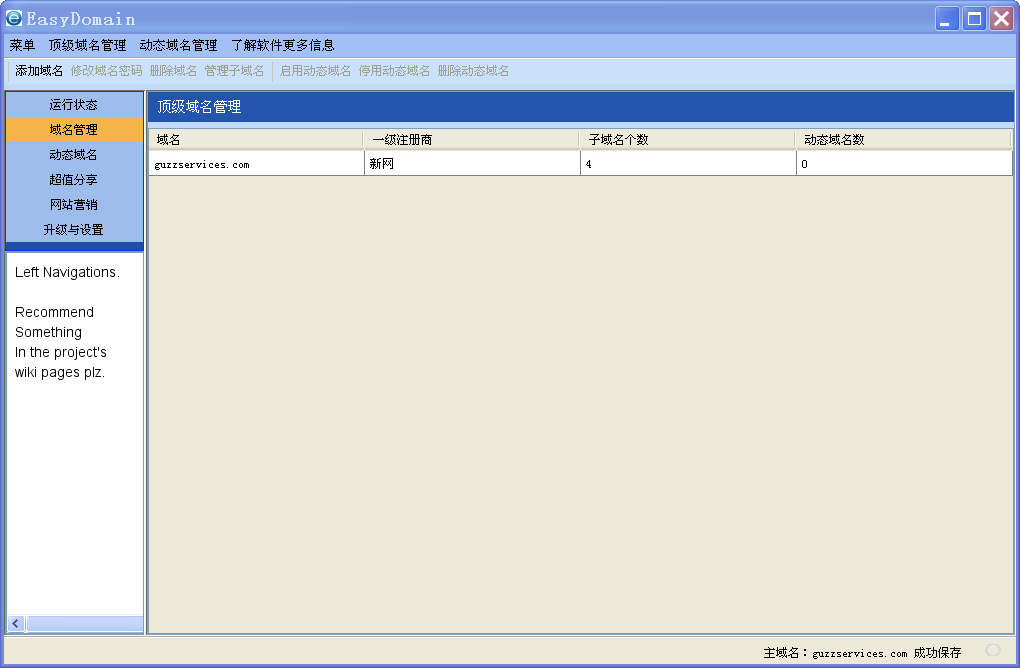 EasyDomain
菜单 顶级域名管理 动态域名管理 了解软件更多信息
添加域名 修改域名密码 删除域名 管理子域名 启用动态域名 停用动态域名 删除动态域名
运行状态
域名管理
动态域名
超值分享
网站营销
升级与设置
Left Navigations.
Recommend
Something
In the project's
wiki pages plz.
顶级域名管理
域名 一级注册商 子域名个数 动态域名数
guzzservices.com 新网 4 0
主域名：guzzservices.com 成功保存